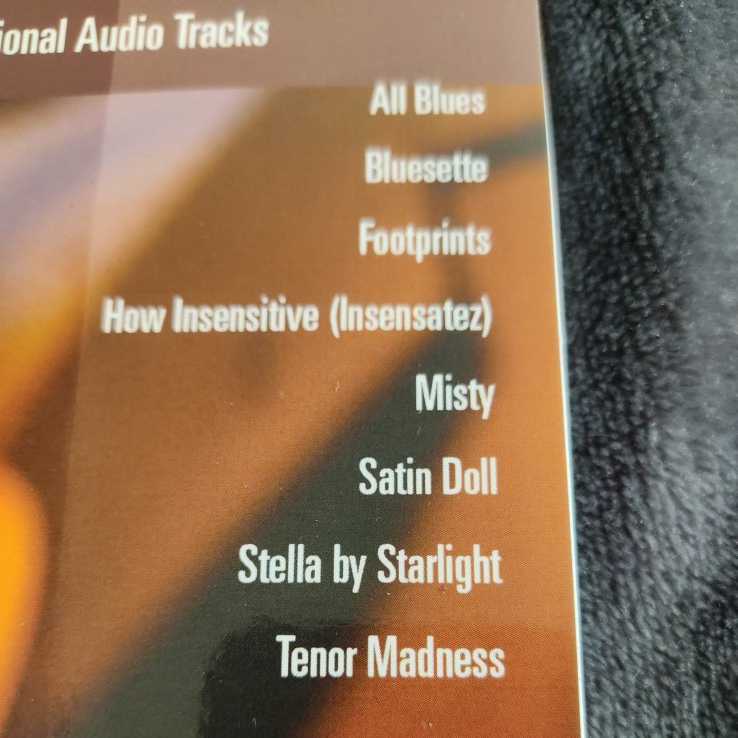 ional Audio Tracks
All Blues
Bluesette
Footprints
How Insensitive (Insensatez)
Misty
Satin Doll
Stella by Starlight
Tenor Madness